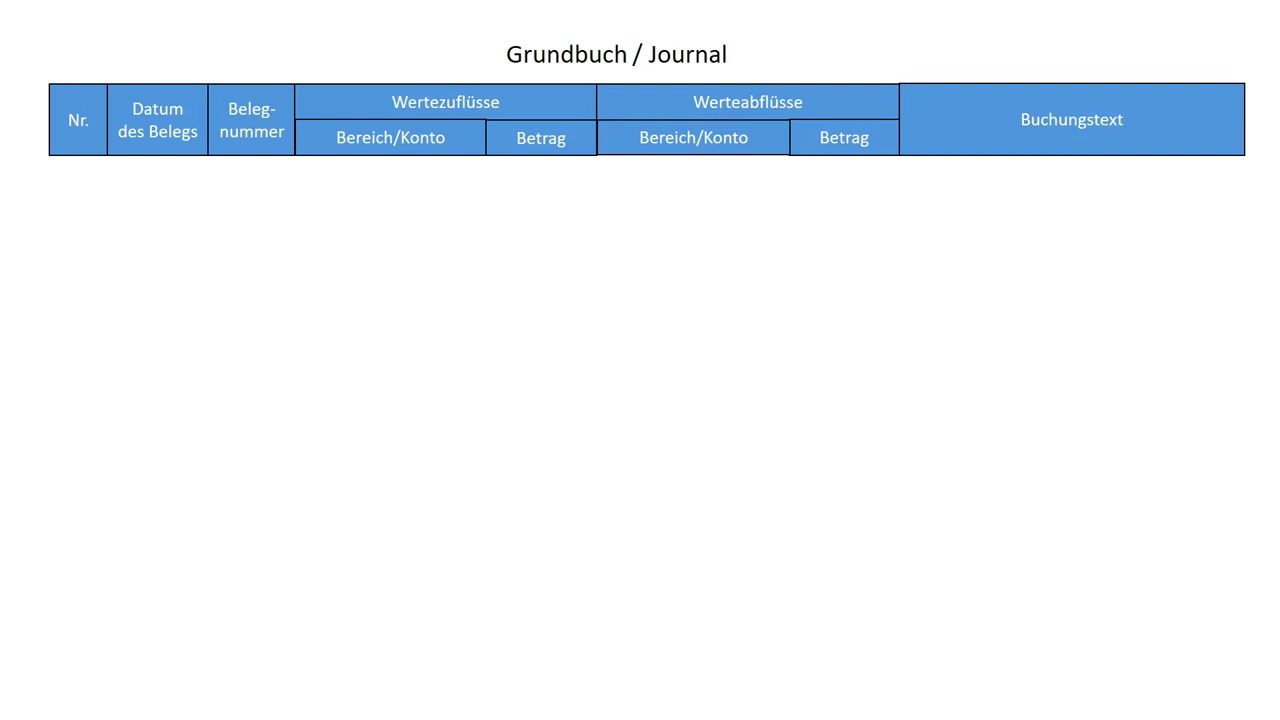 Grundbuch / Journal
Nr.
Datum
des Belegs
Beleg-
nummer
Wertezuflüsse
Werteabflüsse
Bereich/Konto
Betrag
Bereich/Konto
Betrag
Buchungstext